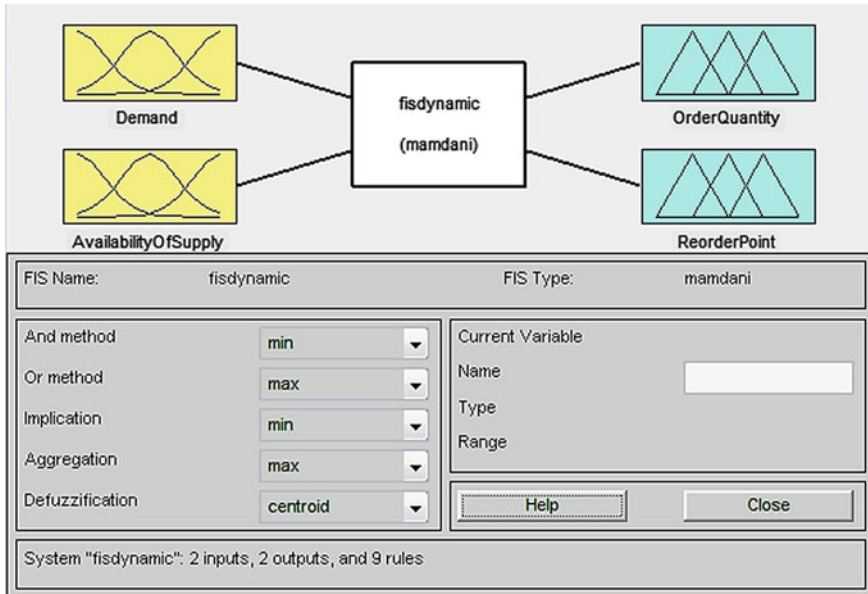 Demand
AvailabilityOfSupply
fisdynamic
(mamdani)
OrderQuantity
ReorderPoint
FIS Name: fisdynamic FIS Type: mamdani
And method min
Or method max
Implication min
Aggregation max
Defuzzification centroid
Current Variable
Name
Type
Range
Help Close
System "fisdynamic": 2 inputs, 2 outputs, and 9 rules